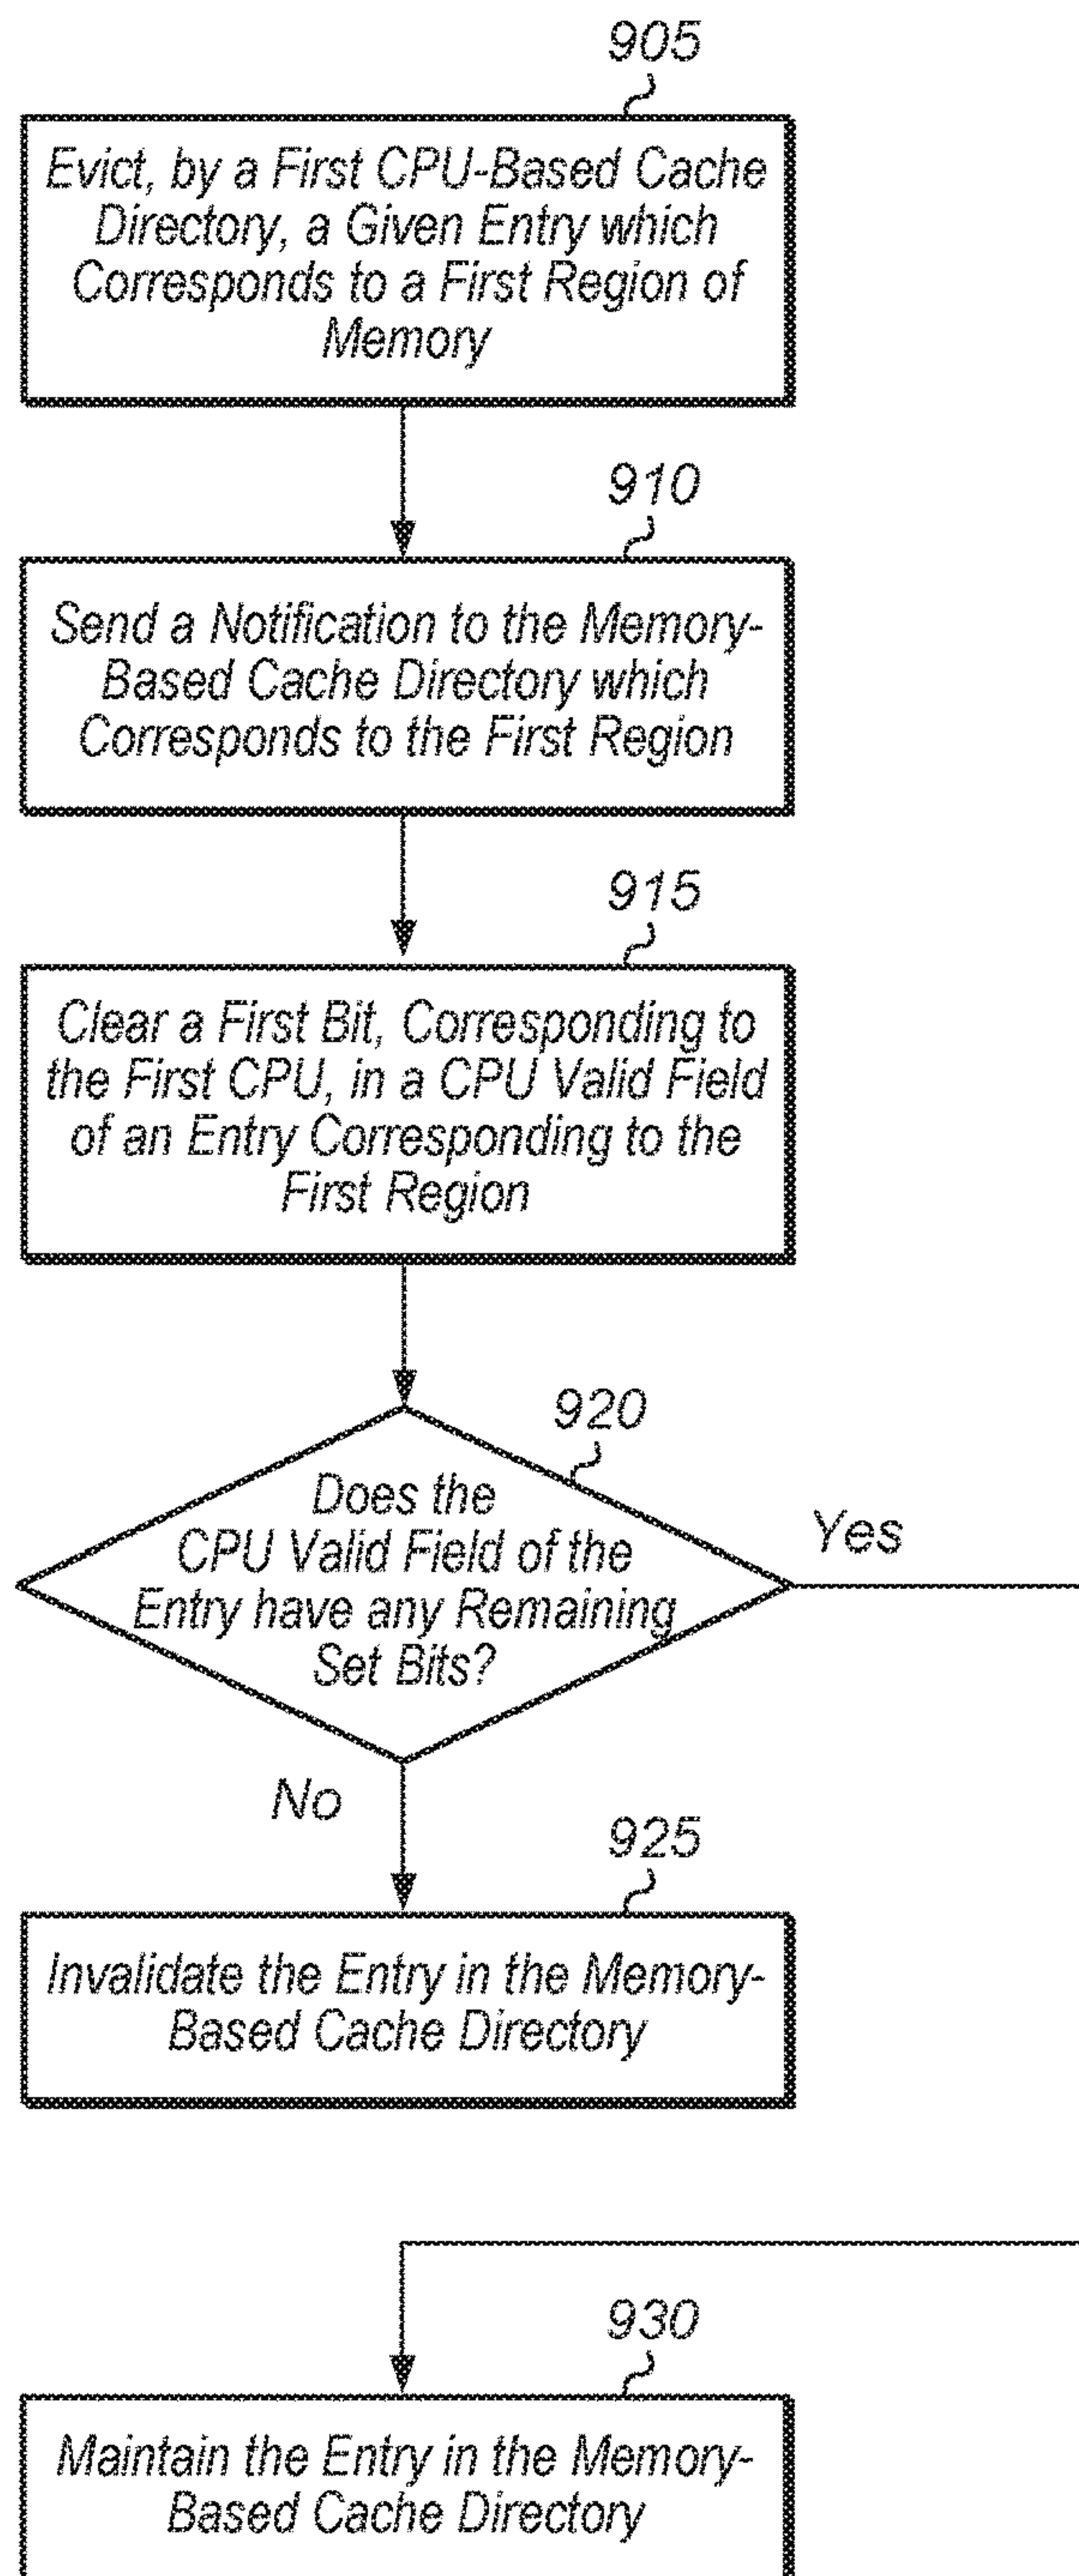 905
Evict, by a First CPU-Based Cache
Directory, a Given Entry which
Corresponds to a First Region of
Memory
910
Send a Notification to the Memory-
Based Cache Directory which
Corresponds to the First Region
915
Clear a First Bit, Corresponding to
the First CPU, in a CPU Valid Field
of an Entry Corresponding to the
First Region
920
Does the
CPU Valid Field of the
Entry have any Remaining
Set Bits?
Yes
No
925
Invalidate the Entry in the Memory-
Based Cache Directory
930
Maintain the Entry in the Memory-
Based Cache Directory